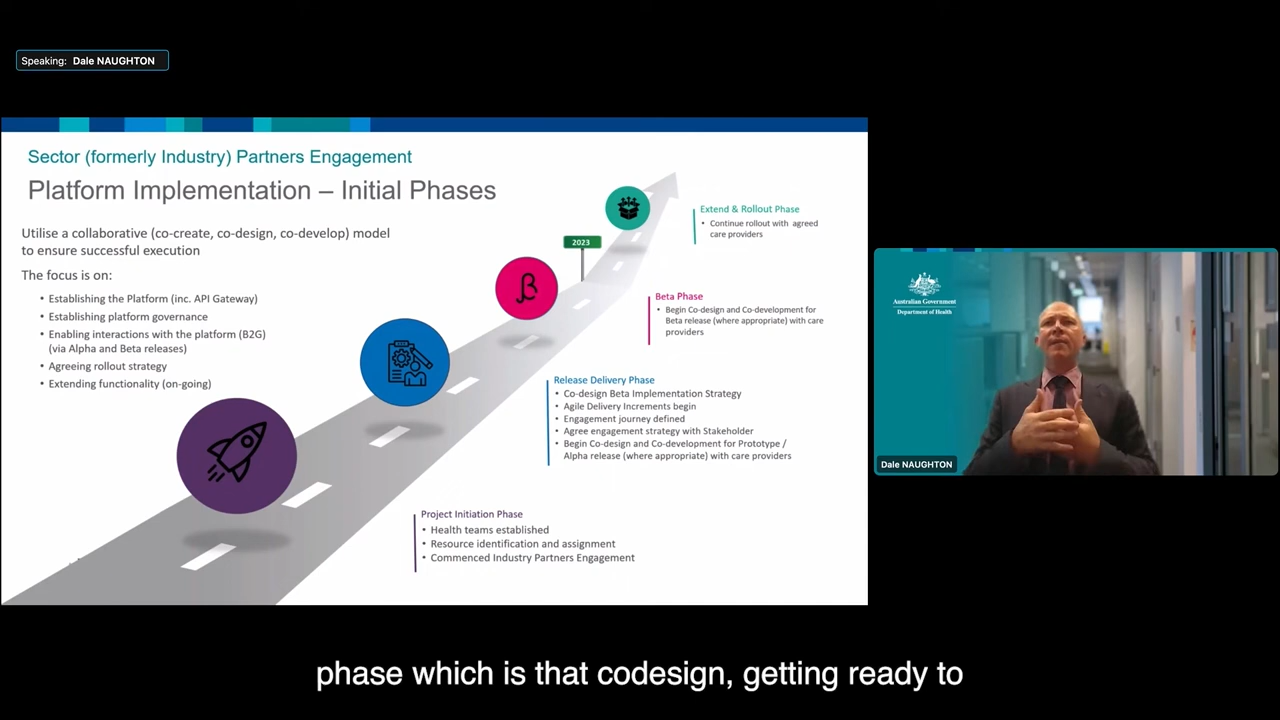 Speaking: Dale NAUGHTON
Sector (formerly Industry) Partners Engagement
Platform Implementation – Initial Phases
Utilise a collaborative (co-create, co-design, co-develop) model
to ensure successful execution
The focus is on:
• Establishing the Platform (inc. API Gateway)
• Establishing platform governance
• Enabling interactions with the platform (B2G)
(via Alpha and Beta releases)
• Agreeing rollout strategy
• Extending functionality (on-going)
2023
β
Extend & Rollout Phase
• Continue rollout with agreed
care providers
Beta Phase
• Begin Co-design and Co-development for
Beta release (where appropriate) with care
providers
Release Delivery Phase
• Co-design Beta Implementation Strategy
• Agile Delivery Increments begin
• Engagement journey defined
• Agree engagement strategy with Stakeholder
• Begin Co-design and Co-development for Prototype /
Alpha release (where appropriate) with care providers
Project Initiation Phase
• Health teams established
• Resource identification and assignment
• Commenced Industry Partners Engagement
Australian Government
Department of Health
Dale NAUGHTON
phase which is that codesign, getting ready to